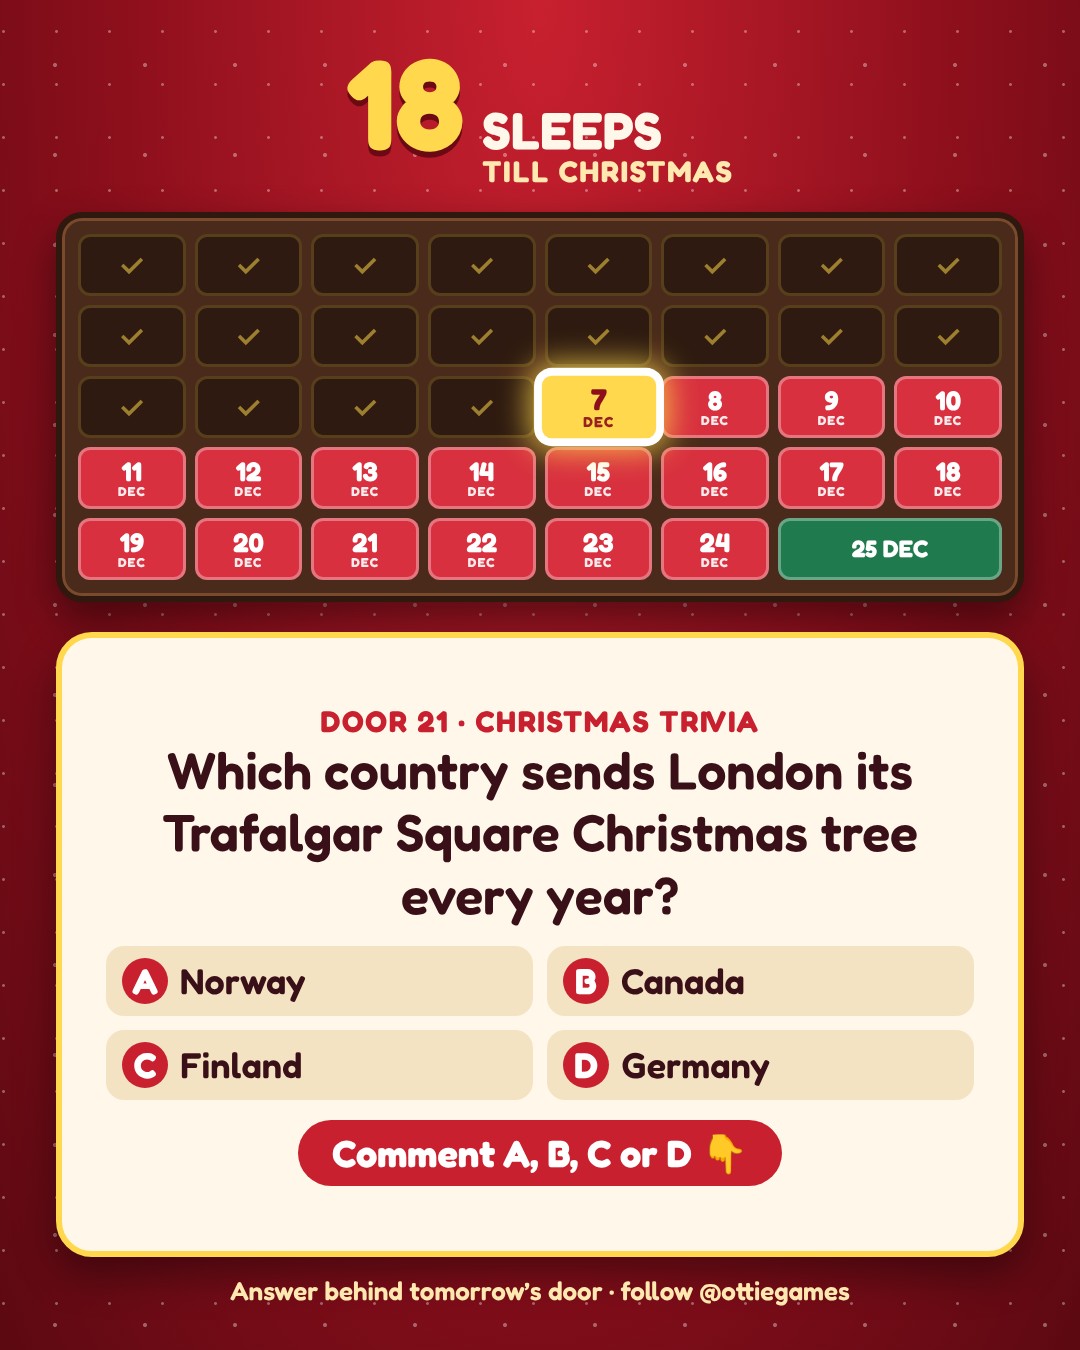 18 SLEEPS
TILL CHRISTMAS
7
DEC
8
DEC
9
DEC
10
DEC
11
DEC
12
DEC
13
DEC
14
DEC
15
DEC
16
DEC
17
DEC
18
DEC
19
DEC
20
DEC
21
DEC
22
DEC
23
DEC
24
DEC
25 DEC
DOOR 21 · CHRISTMAS TRIVIA
Which country sends London its
Trafalgar Square Christmas tree
every year?
A Norway
B Canada
C Finland
D Germany
Comment A, B, C or D 👇
Answer behind tomorrow’s door · follow @ottiegames